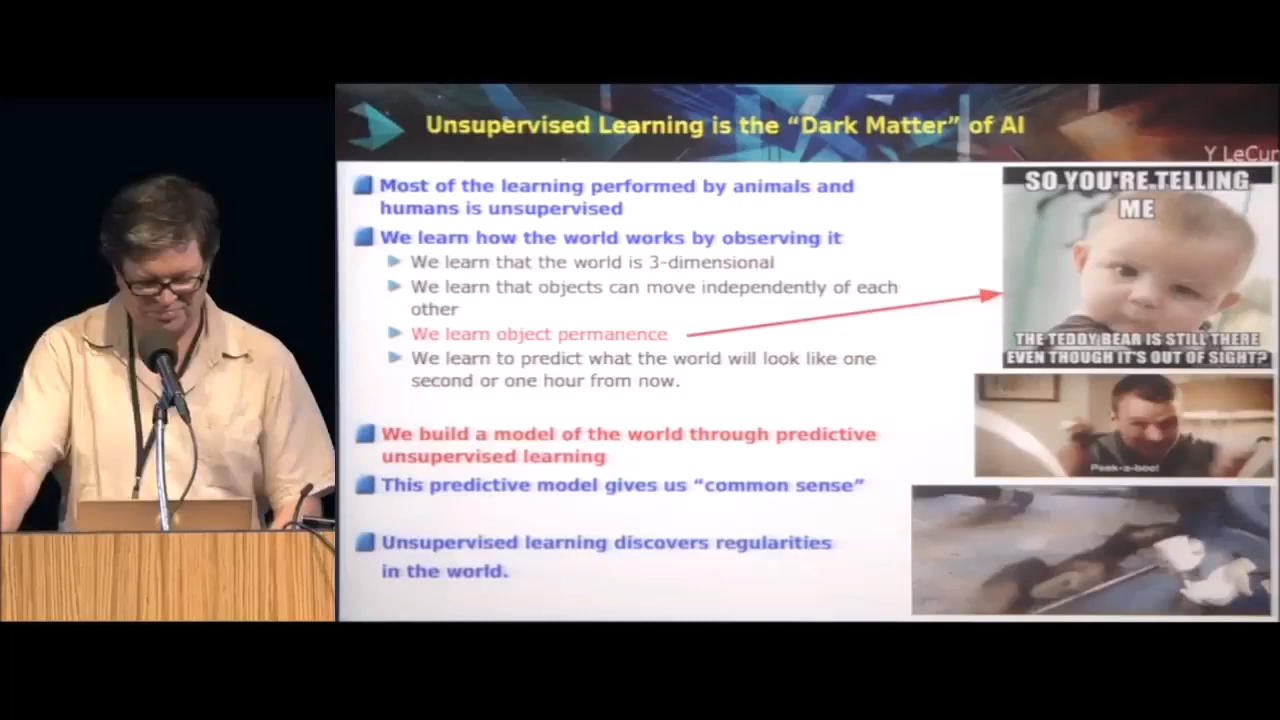 Unsupervised Learning is the “Dark Matter” of AI
Y LeCun
Most of the learning performed by animals and
humans is unsupervised
We learn how the world works by observing it
We learn that the world is 3-dimensional
We learn that objects can move independently of each
other
We learn object permanence
We learn to predict what the world will look like one
second or one hour from now.
We build a model of the world through predictive
unsupervised learning
This predictive model gives us “common sense”
Unsupervised learning discovers regularities
in the world.
SO YOU'RE TELLING
ME
THE TEDDY BEAR IS STILL THERE
EVEN THOUGH IT'S OUT OF SIGHT?
Peek-a-boo!